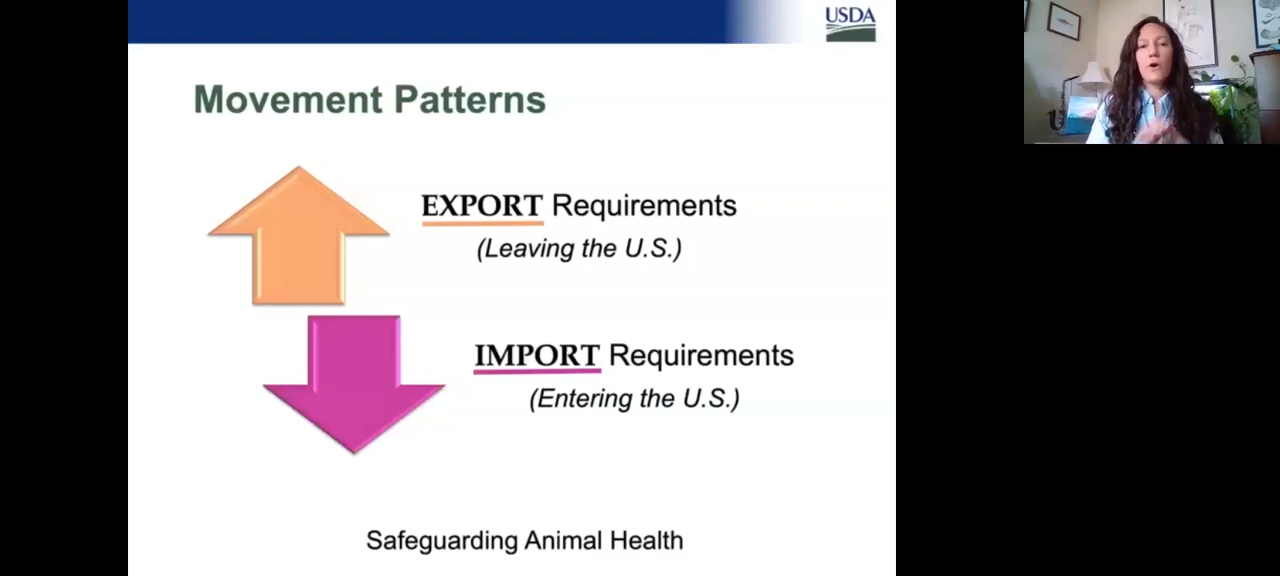 USDA
Movement Patterns
EXPORT Requirements
(Leaving the U.S.)
IMPORT Requirements
(Entering the U.S.)
Safeguarding Animal Health